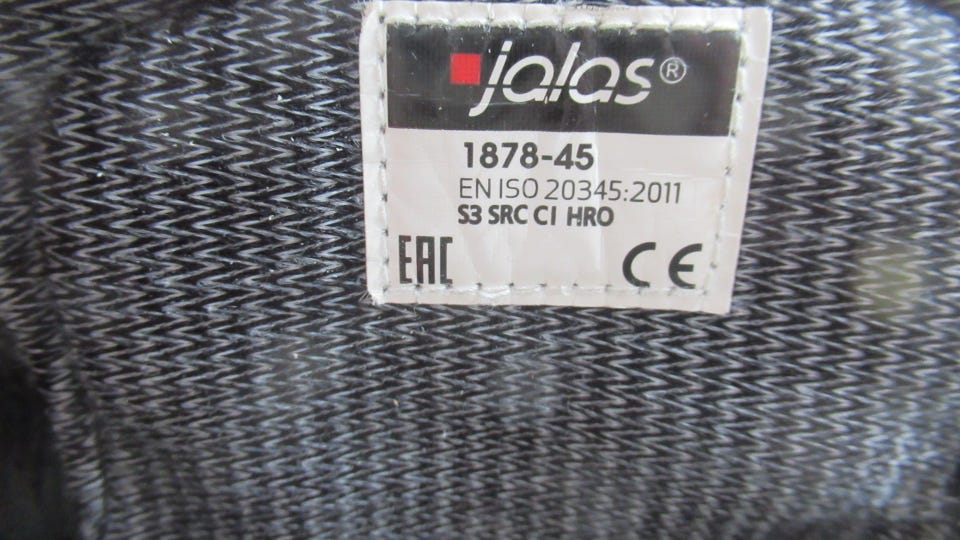 jalas®
1878-45
EN ISO 20345:2011
S3 SRC CI HRO
EAC CE